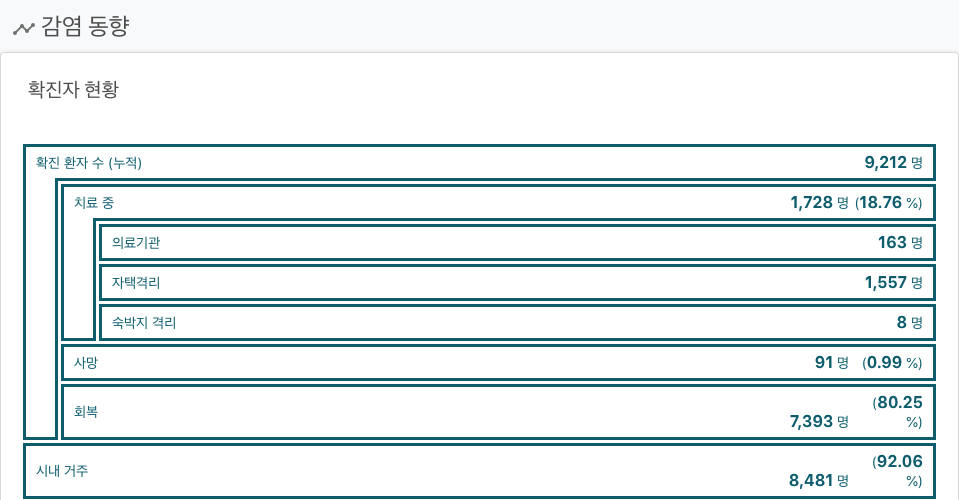 감염 동향
확진자 현황
확진 환자 수 (누적) 9,212 명
치료 중 1,728 명 (18.76 %)
의료기관 163 명
자택격리 1,557 명
숙박지 격리 8 명
사망 91 명 (0.99 %)
회복 7,393 명 (80.25 %)
시내 거주 8,481 명 (92.06 %)